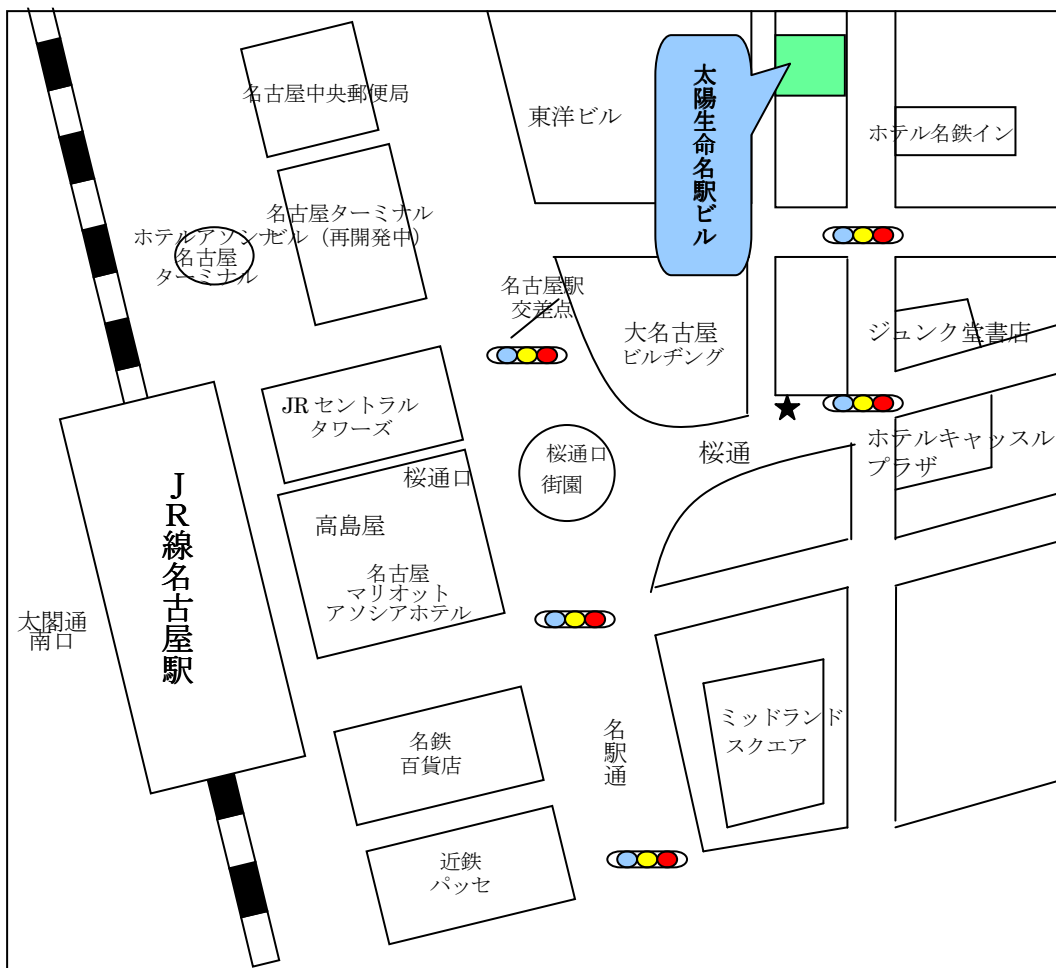 名古屋中央郵便局
東洋ビル
太陽生命名駅ビル
ホテル名鉄イン
名古屋ターミナル
ビル（再開発中）
ホテルアソシア
名古屋
ターミナル
名古屋駅
交差点
大名古屋
ビルヂング
ジュンク堂書店
JRセントラル
タワーズ
★
桜通口
桜通口
街園
桜通
ホテルキャッスル
プラザ
高島屋
名古屋
マリオット
アソシアホテル
JR線名古屋駅
太閤通
南口
名鉄
百貨店
名駅通
ミッドランド
スクエア
近鉄
パッセ